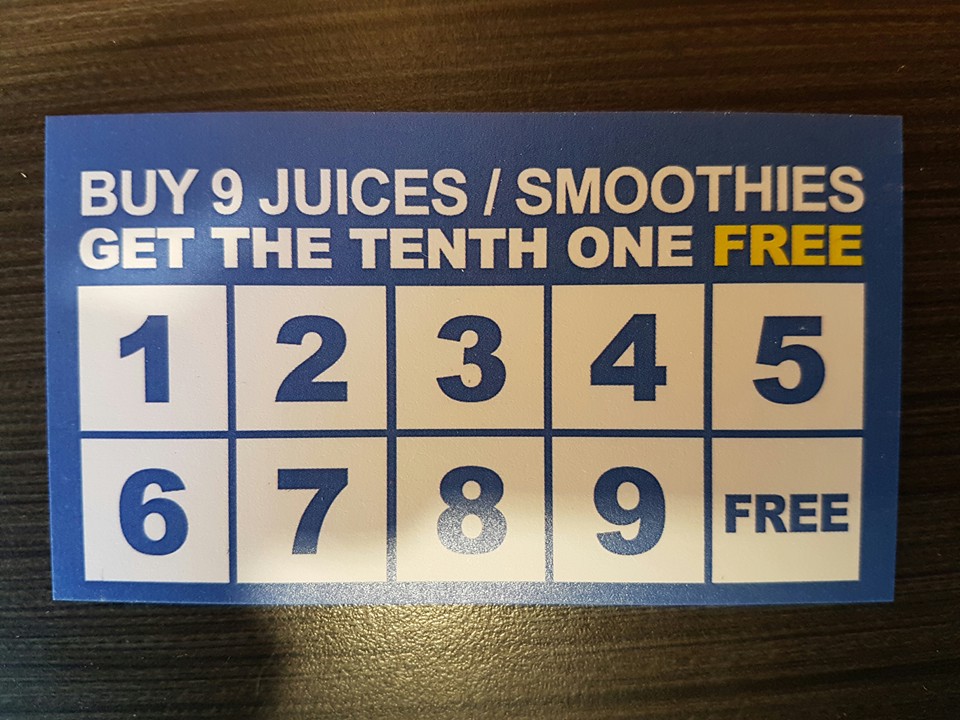 BUY 9 JUICES / SMOOTHIES
GET THE TENTH ONE FREE
1 2 3 4 5
6 7 8 9 FREE